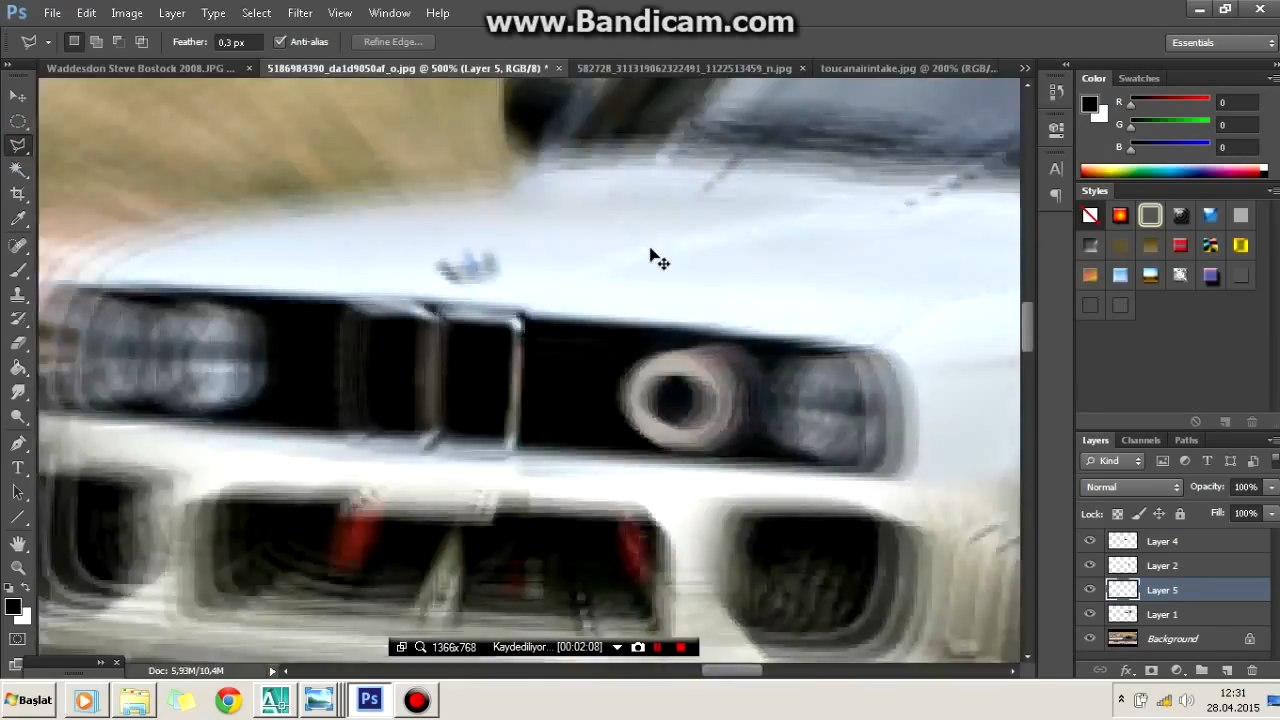 www.Bandicam.com
Ps File Edit Image Layer Type Select Filter View Window Help
Feather: 0,3 px Anti-alias Refine Edge... Essentials
Waddesdon Steve Bostock 2008.JPG ... × 5186984390_da1d9050af_o.jpg @ 500% (Layer 5, RGB/8) * × 582728_311319062322491_1122513459_n.jpg × toucanairintake.jpg @ 200% (RGB/...
Color Swatches
R 0
G 0
B 0
Styles
Layers Channels Paths
Kind
Normal Opacity: 100%
Lock: Fill: 100%
Layer 4
Layer 2
Layer 5
Layer 1
Background
1366x768 Kaydediliyor... [00:02:08]
Doc: 5,93M/10,4M
Başlat Ps 12:31
28.04.2015